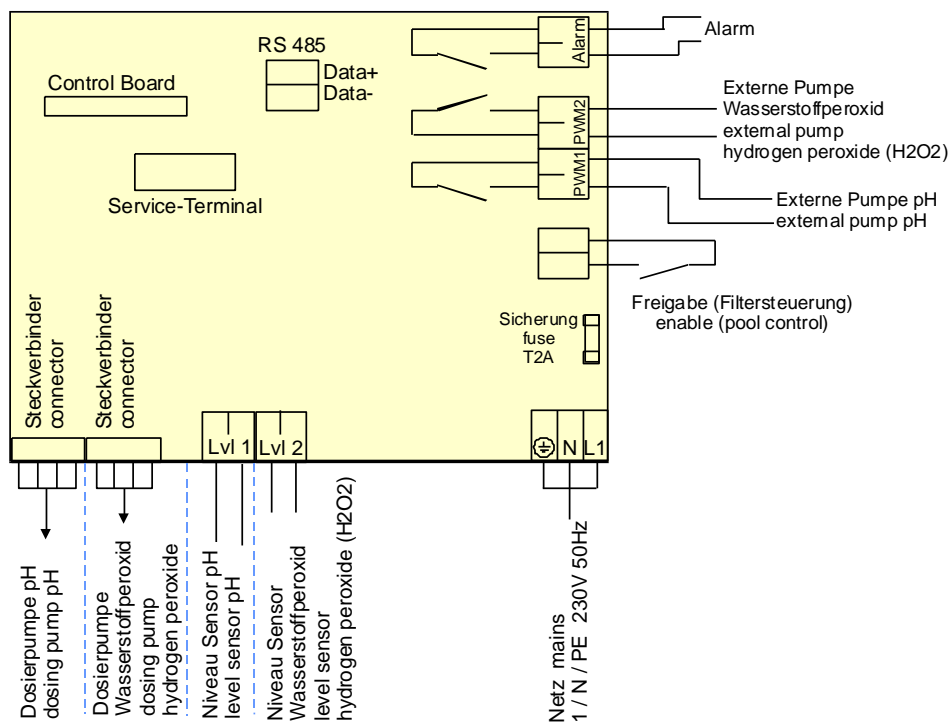 RS 485
Data+
Data-
Control Board
Service-Terminal
Alarm
Alarm
PWM2
Externe Pumpe
Wasserstoffperoxid
external pump
hydrogen peroxide (H2O2)
PWM1
Externe Pumpe pH
external pump pH
Freigabe (Filtersteuerung)
enable (pool control)
Sicherung
fuse
T2A
Steckverbinder
connector
Steckverbinder
connector
Lvl 1
Lvl 2
N
L1
Dosierpumpe pH
dosing pump pH
Dosierpumpe
Wasserstoffperoxid
dosing pump
hydrogen peroxide
Niveau Sensor pH
level sensor pH
Niveau Sensor
Wasserstoffperoxid
level sensor
hydrogen peroxide (H2O2)
Netz mains
1 / N / PE 230V 50Hz